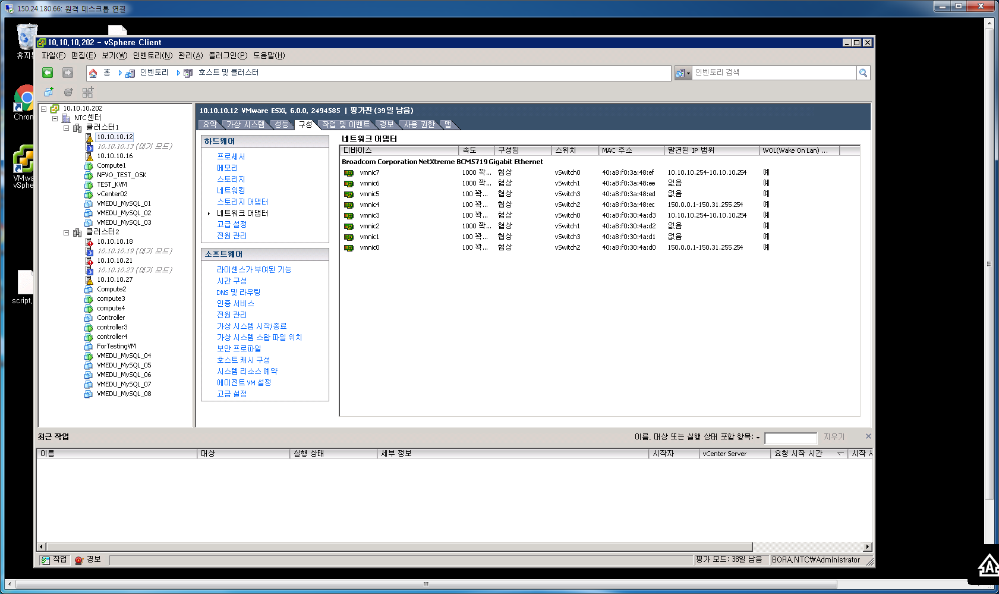 150.24.180.66: 원격 데스크톱 연결
휴지통
Chrom
VMwa
vSphe
script.
10.10.10.202 - vSphere Client
파일(F) 편집(E) 보기(W) 인벤토리(N) 관리(A) 플러그인(P) 도움말(H)
홈 인벤토리 호스트 및 클러스터
인벤토리 검색
10.10.10.202
NTC센터
클러스터1
10.10.10.12
10.10.10.13 (대기 모드)
10.10.10.16
Compute1
NFVO_TEST_OSK
TEST_KVM
vCenter02
VMEDU_MySQL_01
VMEDU_MySQL_02
VMEDU_MySQL_03
클러스터2
10.10.10.18
10.10.10.19 (대기 모드)
10.10.10.21
10.10.10.23 (대기 모드)
10.10.10.27
Compute2
compute3
compute4
Controller
controller3
controller4
ForTestingVM
VMEDU_MySQL_04
VMEDU_MySQL_05
VMEDU_MySQL_06
VMEDU_MySQL_07
VMEDU_MySQL_08
10.10.10.12 VMware ESXi, 6.0.0, 2494585 | 평가판 (39일 남음)
요약 가상 시스템 성능 구성 작업 및 이벤트 경보 사용 권한 맵
하드웨어
프로세서
메모리
스토리지
네트워킹
스토리지 어댑터
네트워크 어댑터
고급 설정
전원 관리
소프트웨어
라이센스가 부여된 기능
시간 구성
DNS 및 라우팅
인증 서비스
전원 관리
가상 시스템 시작/종료
가상 시스템 스왑 파일 위치
보안 프로파일
호스트 캐시 구성
시스템 리소스 예약
에이전트 VM 설정
고급 설정
네트워크 어댑터
디바이스 속도 구성됨 스위치 MAC 주소 발견된 IP 범위 WOL(Wake On Lan) ...
Broadcom Corporation NetXtreme BCM5719 Gigabit Ethernet
vmnic7 1000 꽉... 협상 vSwitch0 40:a8:f0:3a:48:ef 10.10.10.254-10.10.10.254 예
vmnic6 1000 꽉... 협상 vSwitch1 40:a8:f0:3a:48:ee 없음 예
vmnic5 100 꽉... 협상 vSwitch3 40:a8:f0:3a:48:ed 없음 예
vmnic4 100 꽉... 협상 vSwitch2 40:a8:f0:3a:48:ec 150.0.0.1-150.31.255.254 예
vmnic3 100 꽉... 협상 vSwitch0 40:a8:f0:30:4a:d3 10.10.10.254-10.10.10.254 예
vmnic2 1000 꽉... 협상 vSwitch1 40:a8:f0:30:4a:d2 없음 예
vmnic1 100 꽉... 협상 vSwitch3 40:a8:f0:30:4a:d1 없음 예
vmnic0 100 꽉... 협상 vSwitch2 40:a8:f0:30:4a:d0 150.0.0.1-150.31.255.254 예
최근 작업
이름, 대상 또는 실행 상태 포함 항목: 지우기
이름 대상 실행 상태 세부 정보 시작자 vCenter Server 요청 시작 시간 시작 시
작업 경보
평가 모드: 38일 남음 BORA.NTC₩Administrator
A